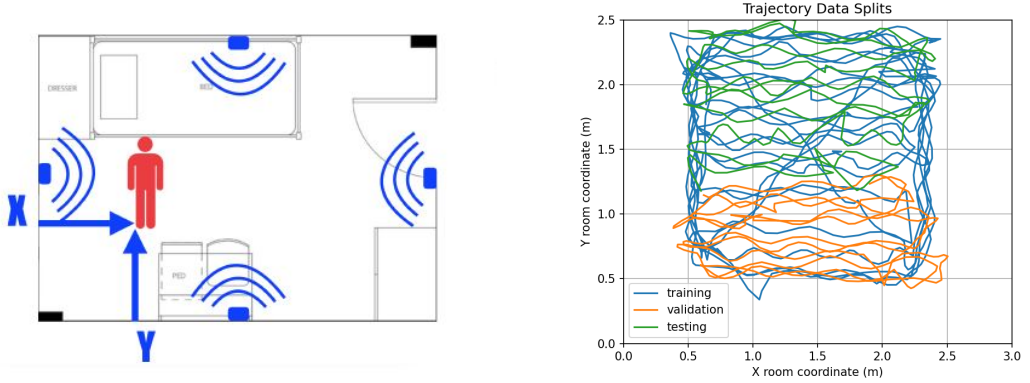 DRESSER
BED
X
PED
Y
Trajectory Data Splits
Y room coordinate (m)
2.5
2.0
1.5
1.0
0.5
0.0
training
validation
testing
0.0 0.5 1.0 1.5 2.0 2.5 3.0
X room coordinate (m)